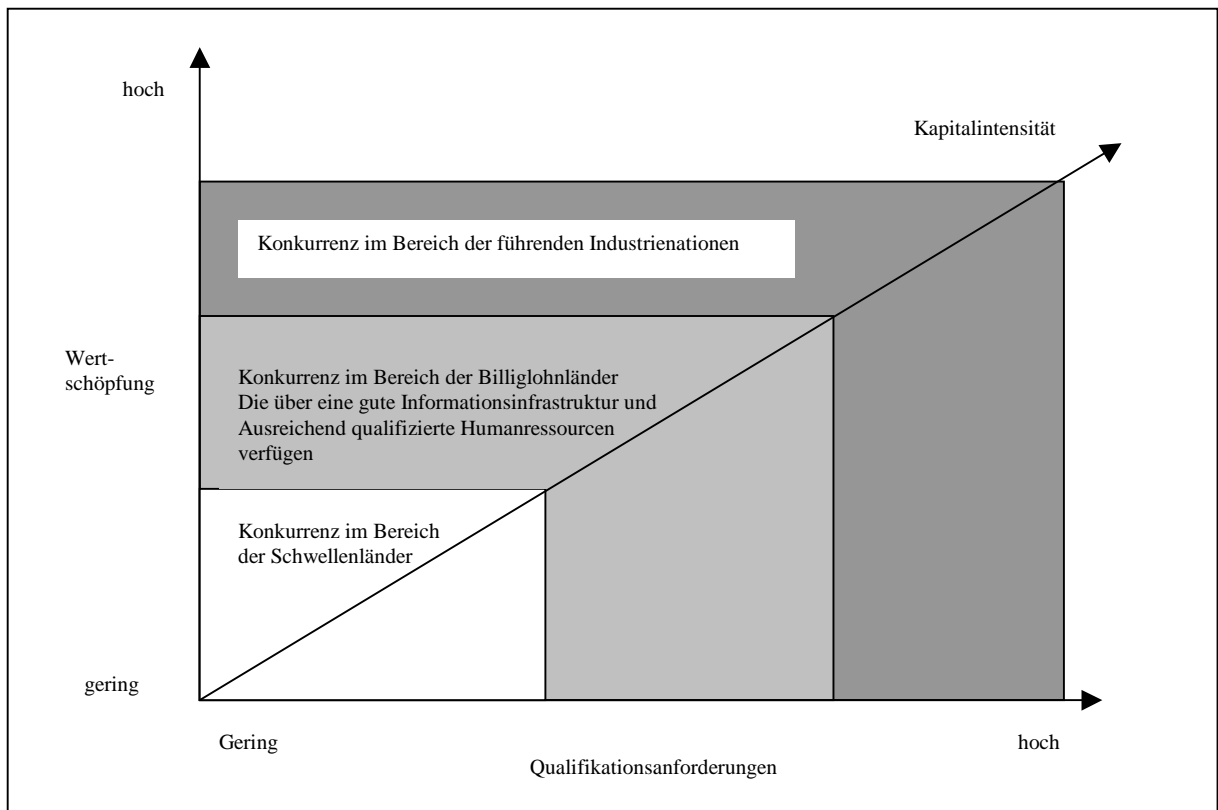 hoch
Kapitalintensität
Konkurrenz im Bereich der führenden Industrienationen
Wert-
schöpfung
Konkurrenz im Bereich der Billiglohnländer
Die über eine gute Informationsinfrastruktur und
Ausreichend qualifizierte Humanressourcen
verfügen
Konkurrenz im Bereich
der Schwellenländer
gering
Gering
hoch
Qualifikationsanforderungen